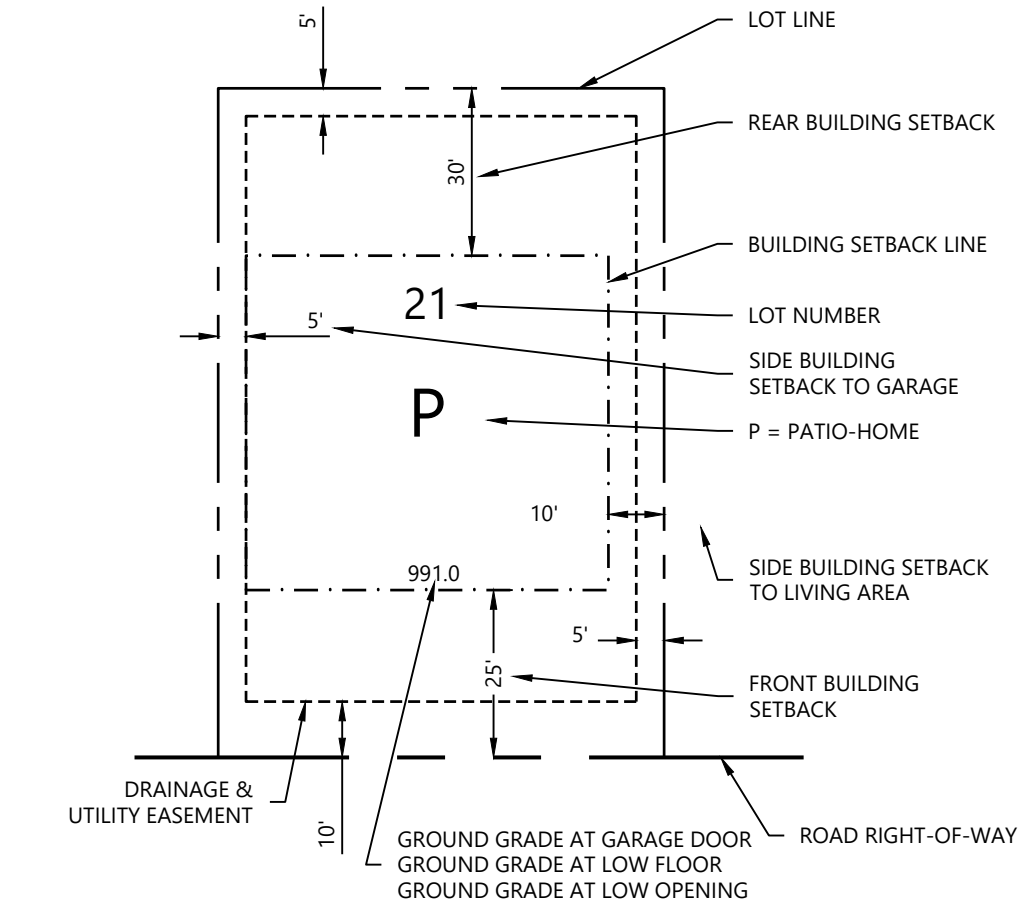 5'
LOT LINE
REAR BUILDING SETBACK
30'
BUILDING SETBACK LINE
21
LOT NUMBER
5'
SIDE BUILDING
SETBACK TO GARAGE
P
P = PATIO-HOME
10'
991.0
SIDE BUILDING SETBACK
TO LIVING AREA
5'
25'
FRONT BUILDING
SETBACK
DRAINAGE &
UTILITY EASEMENT
10'
GROUND GRADE AT GARAGE DOOR
GROUND GRADE AT LOW FLOOR
GROUND GRADE AT LOW OPENING
ROAD RIGHT-OF-WAY